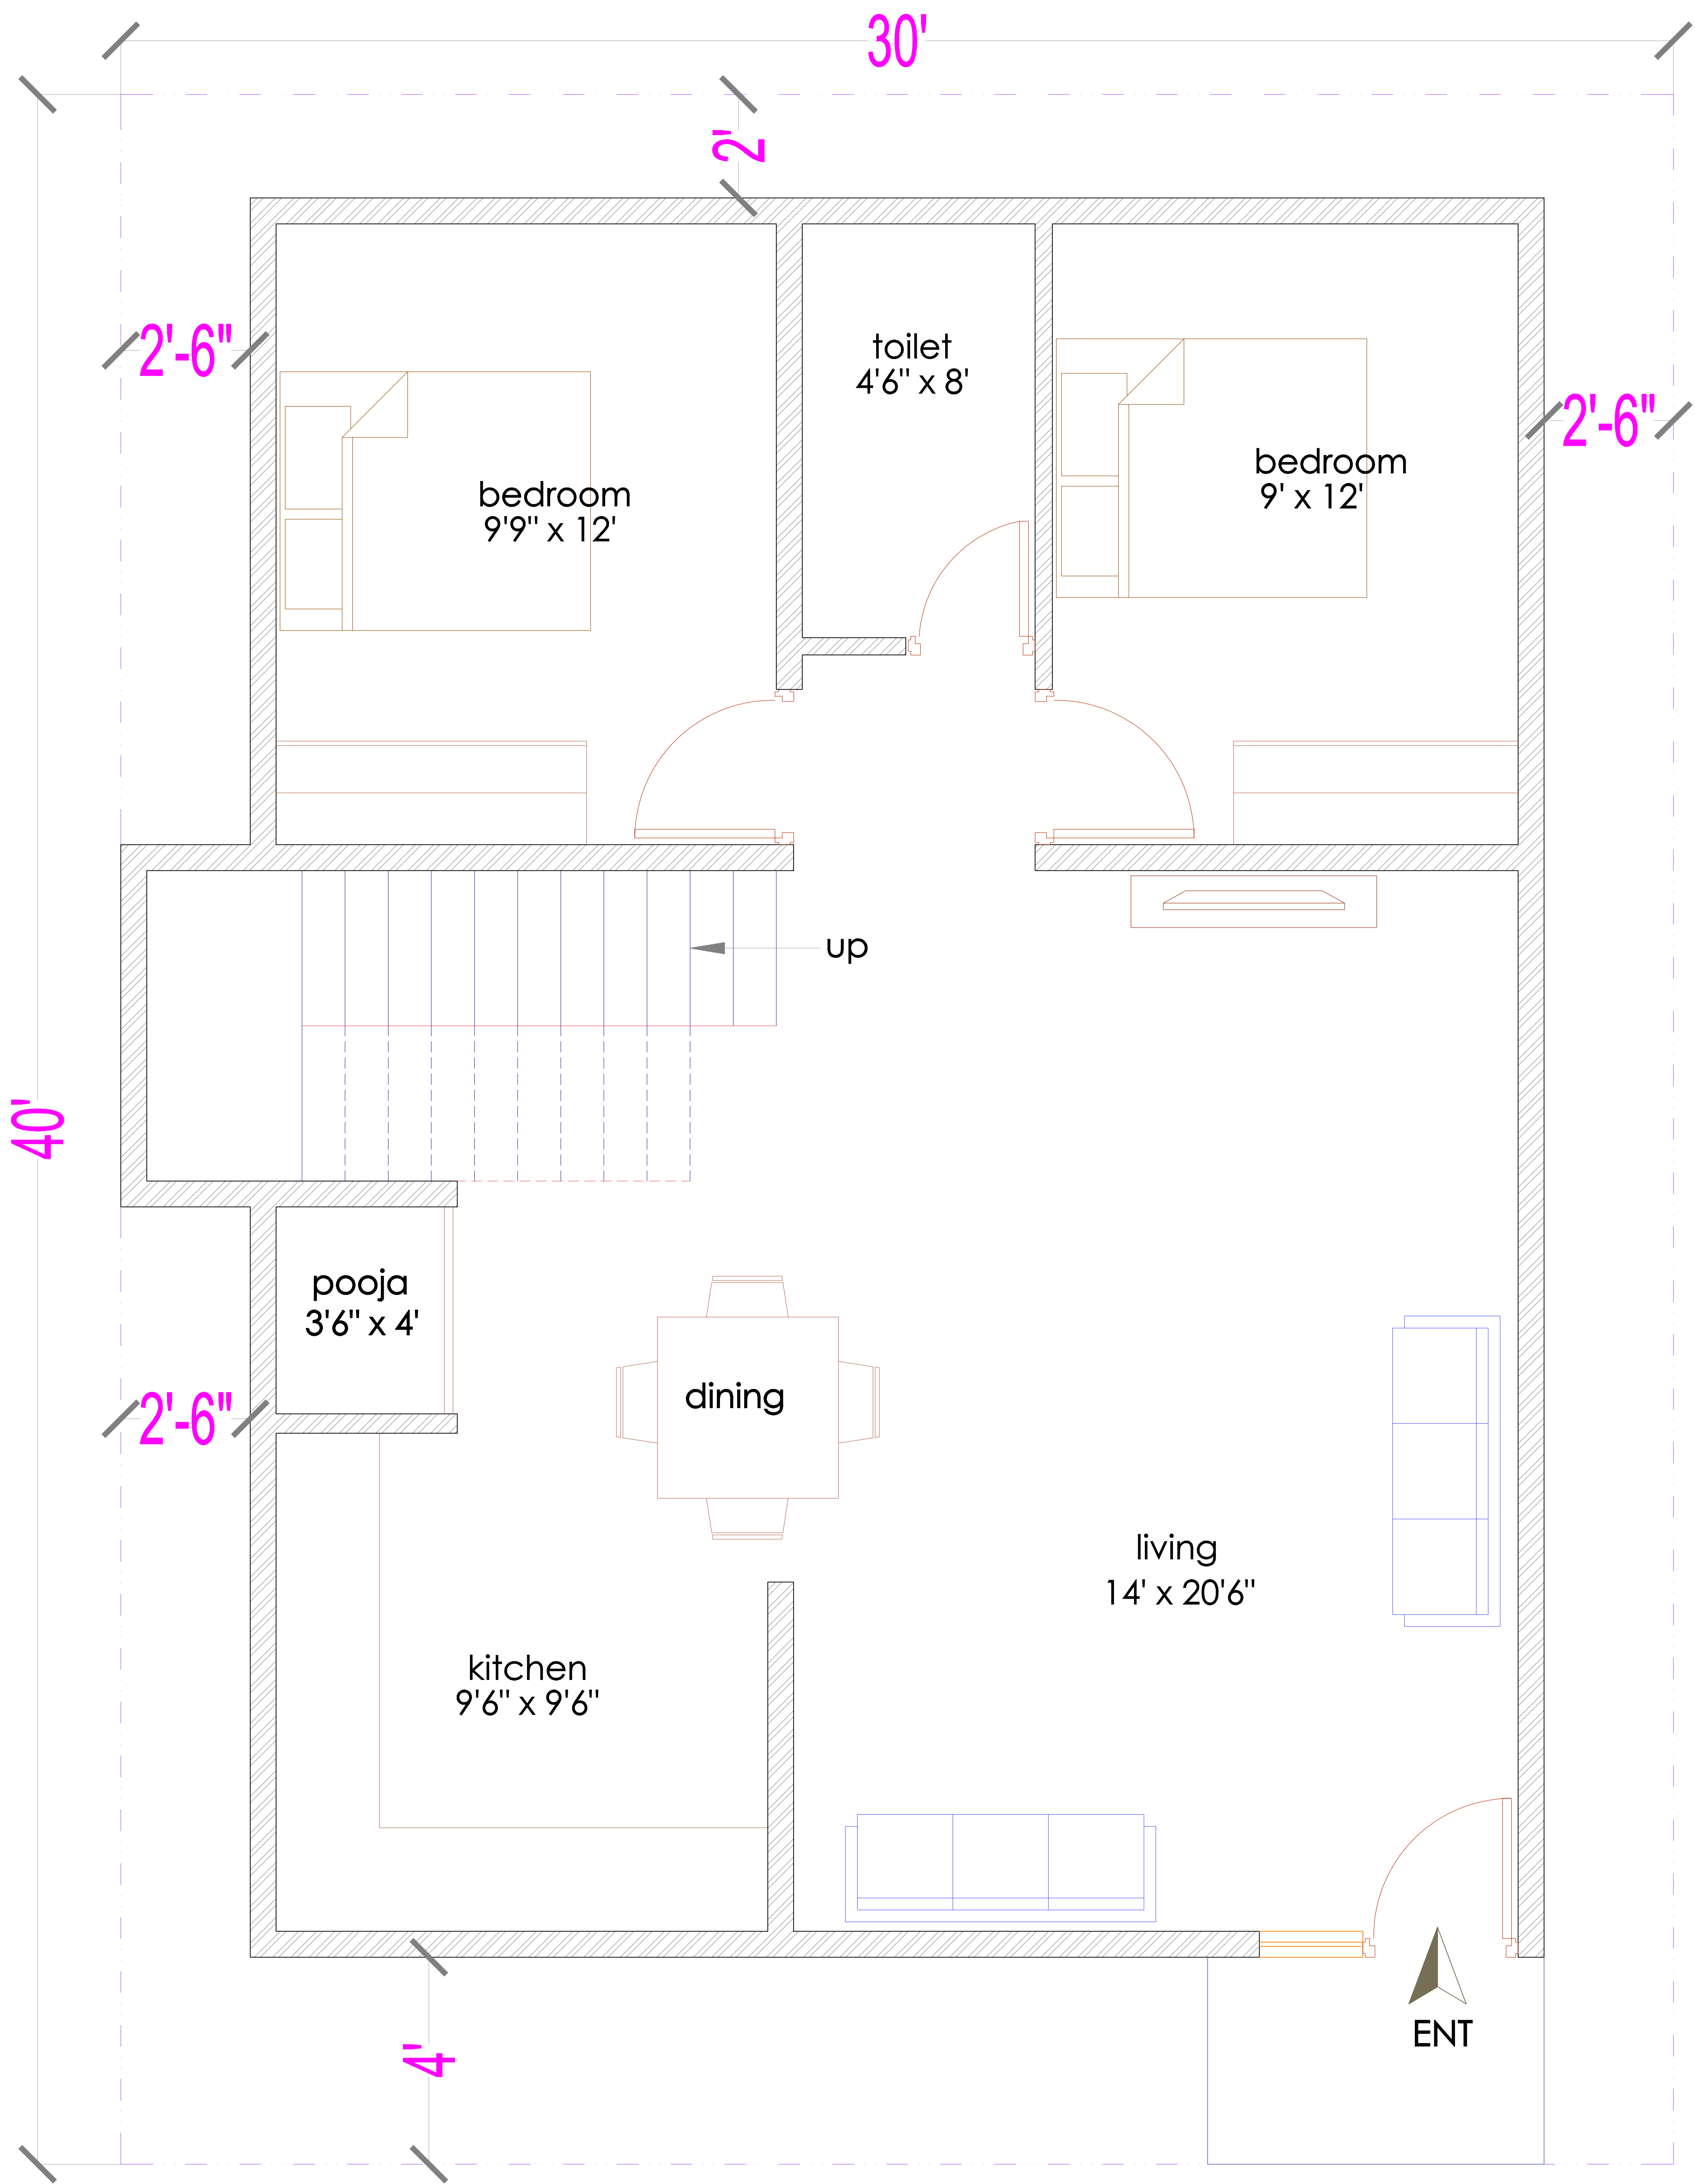 30'
2'
2'-6"
toilet
4'6" x 8'
2'-6"
bedroom
9' x 12'
bedroom
9'9" x 12'
up
40'
pooja
3'6" x 4'
dining
2'-6"
living
14' x 20'6"
kitchen
9'6" x 9'6"
ENT
4'